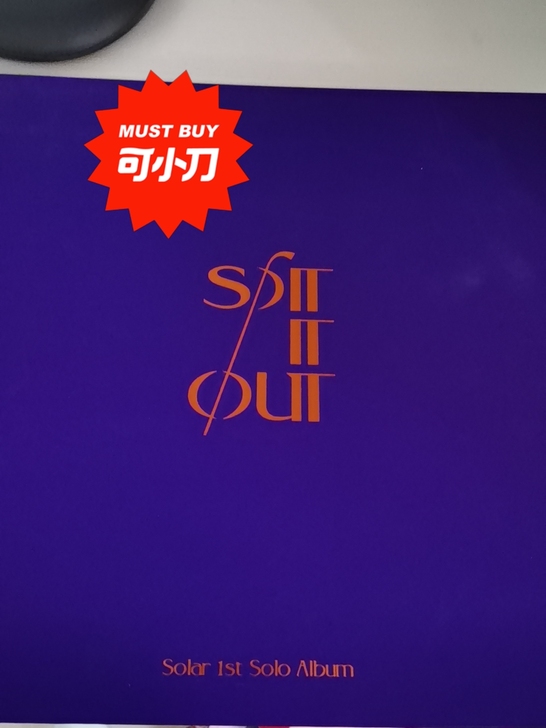 MUST BUY
可小刀
SPIT
IT
OUT
Solar 1st Solo Album